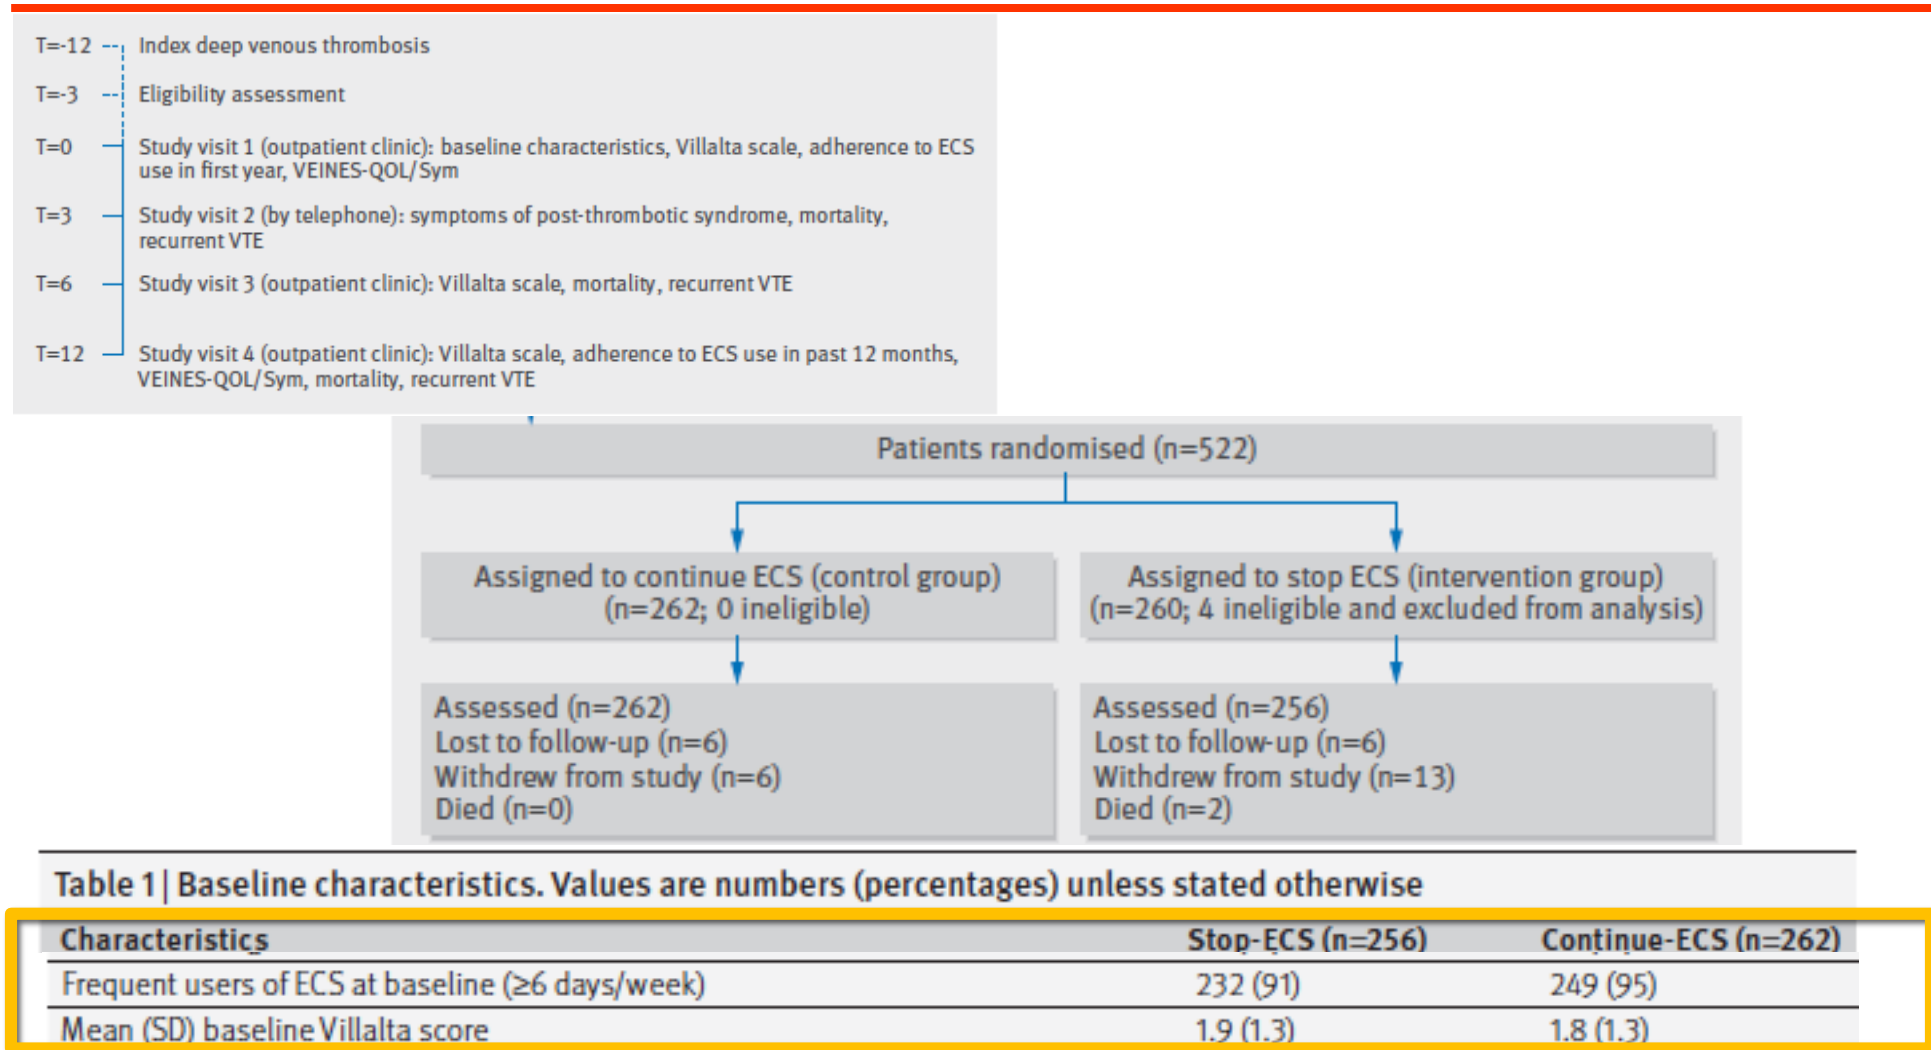 T=-12 Index deep venous thrombosis
T=-3 Eligibility assessment
T=0 Study visit 1 (outpatient clinic): baseline characteristics, Villalta scale, adherence to ECS
use in first year, VEINES-QOL/Sym
T=3 Study visit 2 (by telephone): symptoms of post-thrombotic syndrome, mortality,
recurrent VTE
T=6 Study visit 3 (outpatient clinic): Villalta scale, mortality, recurrent VTE
T=12 Study visit 4 (outpatient clinic): Villalta scale, adherence to ECS use in past 12 months,
VEINES-QOL/Sym, mortality, recurrent VTE
Patients randomised (n=522)
Assigned to continue ECS (control group)
(n=262; 0 ineligible)
Assigned to stop ECS (intervention group)
(n=260; 4 ineligible and excluded from analysis)
Assessed (n=262)
Lost to follow-up (n=6)
Withdrew from study (n=6)
Died (n=0)
Assessed (n=256)
Lost to follow-up (n=6)
Withdrew from study (n=13)
Died (n=2)
Table 1 | Baseline characteristics. Values are numbers (percentages) unless stated otherwise
Characteristics Stop-ECS (n=256) Continue-ECS (n=262)
Frequent users of ECS at baseline (≥6 days/week) 232 (91) 249 (95)
Mean (SD) baseline Villalta score 1.9 (1.3) 1.8 (1.3)